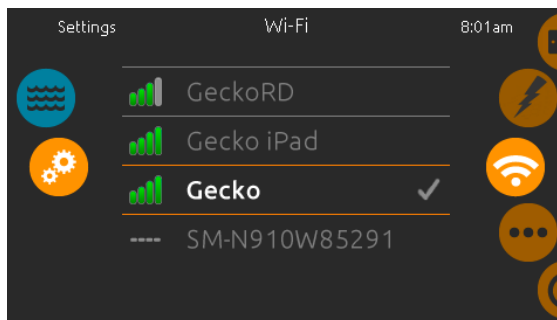 Settings Wi-Fi 8:01am
GeckoRD
Gecko iPad
Gecko
---- SM-N910W85291